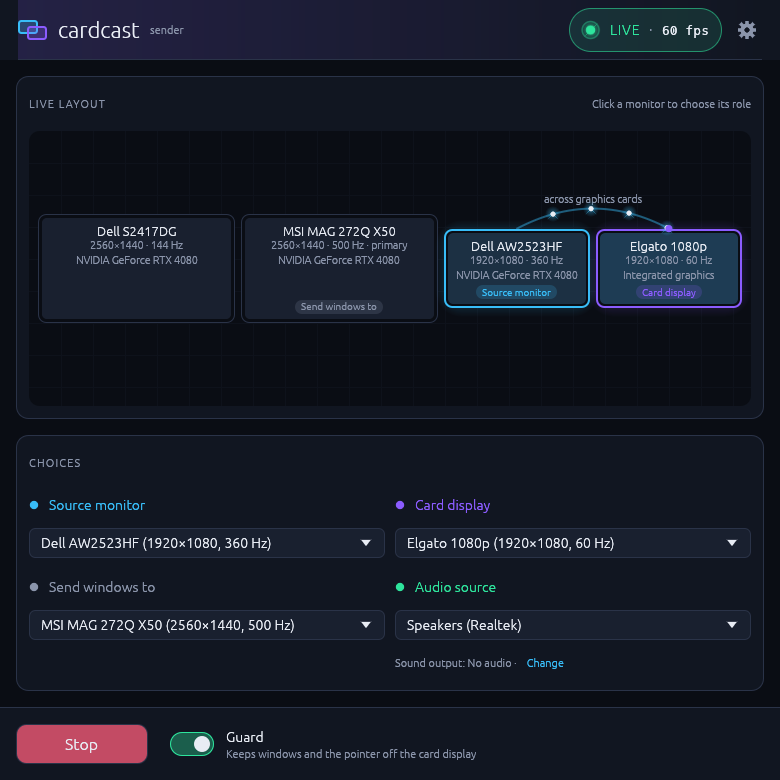 cardcast sender
LIVE · 60 fps
LIVE LAYOUT
Click a monitor to choose its role
across graphics cards
Dell S2417DG
2560×1440 · 144 Hz
NVIDIA GeForce RTX 4080
MSI MAG 272Q X50
2560×1440 · 500 Hz · primary
NVIDIA GeForce RTX 4080
Send windows to
Dell AW2523HF
1920×1080 · 360 Hz
NVIDIA GeForce RTX 4080
Source monitor
Elgato 1080p
1920×1080 · 60 Hz
Integrated graphics
Card display
CHOICES
Source monitor
Dell AW2523HF (1920×1080, 360 Hz)
Card display
Elgato 1080p (1920×1080, 60 Hz)
Send windows to
MSI MAG 272Q X50 (2560×1440, 500 Hz)
Audio source
Speakers (Realtek)
Sound output: No audio · Change
Stop
Guard
Keeps windows and the pointer off the card display